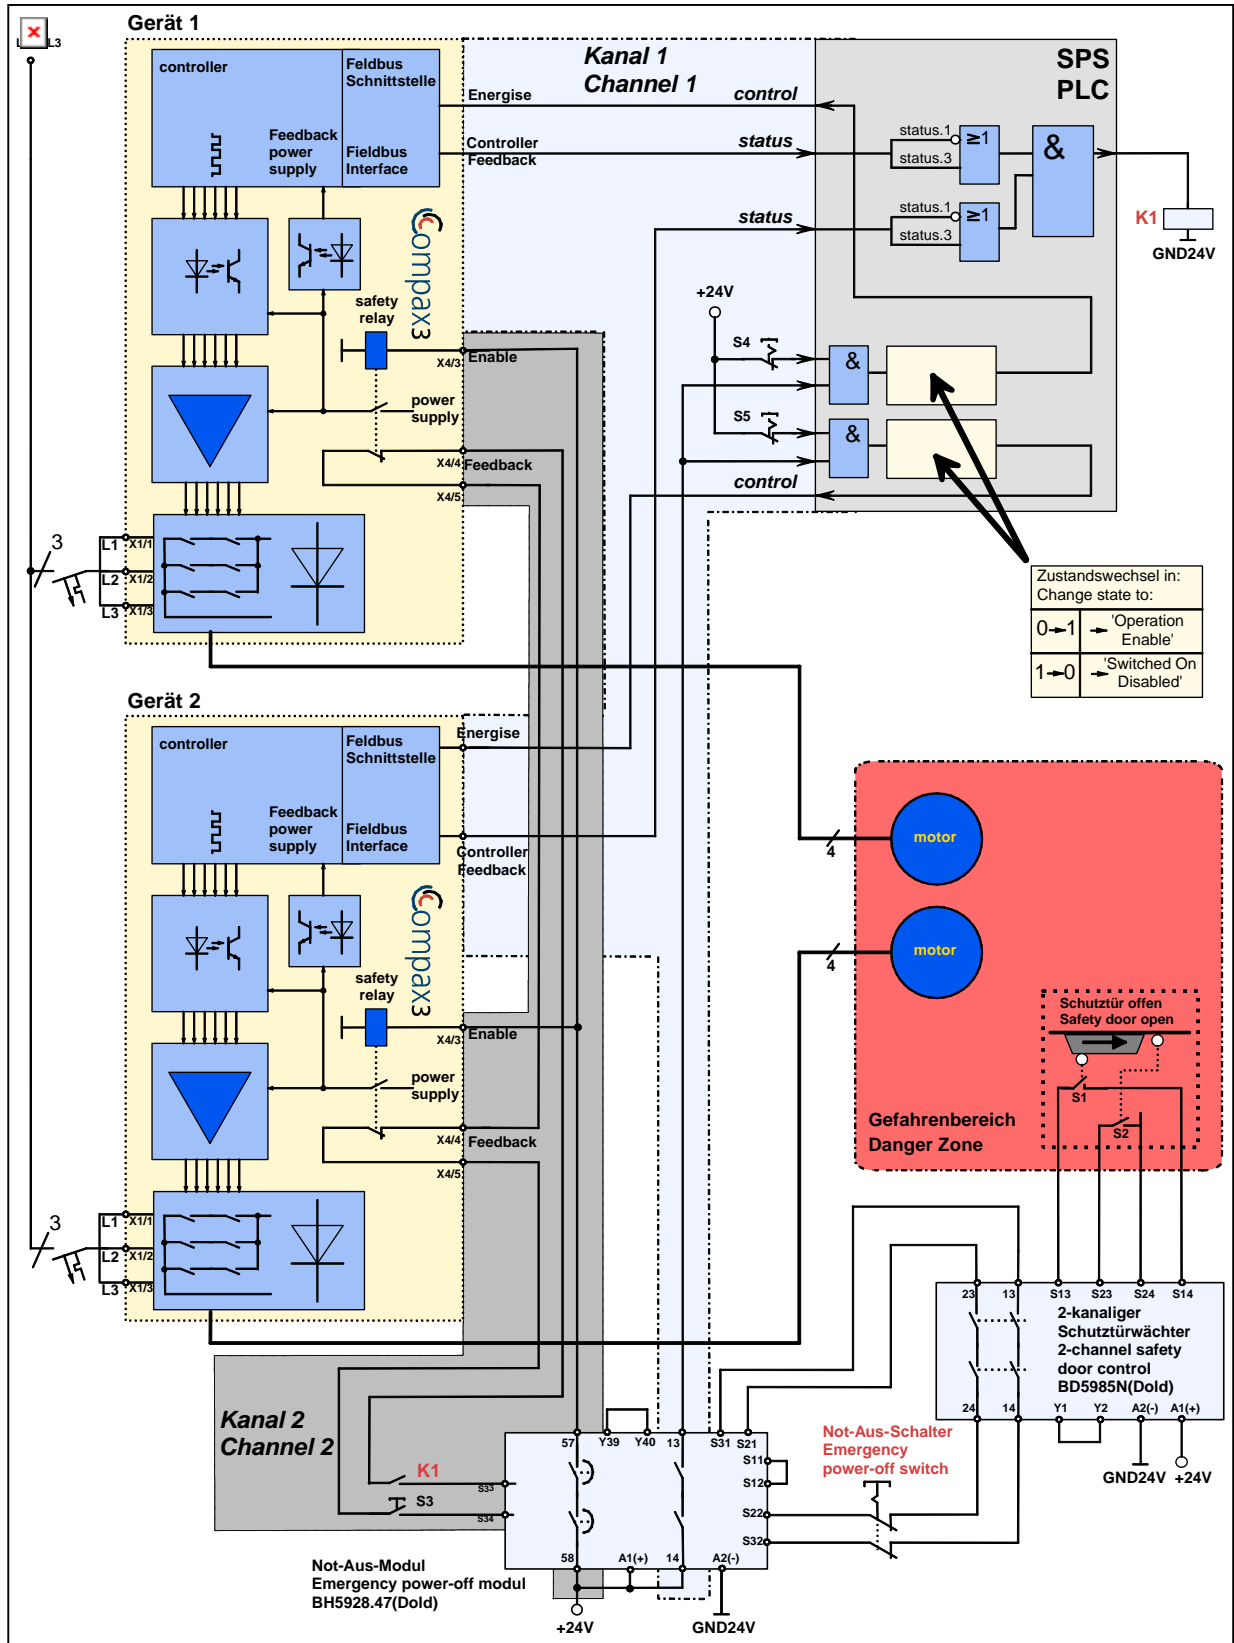 L3
Gerät 1
controller
Feldbus
Schnittstelle
Feedback
power
supply
Fieldbus
Interface
Energise
Controller
Feedback
Kanal 1
Channel 1
control
status
status
SPS
PLC
status.1
status.3
≥1
&
status.1
status.3
≥1
K1
GND24V
Compax3
safety
relay
X4/3
Enable
power
supply
X4/4
Feedback
X4/5
+24V
S4
&
S5
&
control
3
L1
X1/1
L2
X1/2
L3
X1/3
Zustandswechsel in:
Change state to:
0 1
'Operation
Enable'
1 0
'Switched On
Disabled'
Gerät 2
controller
Feldbus
Schnittstelle
Feedback
power
supply
Fieldbus
Interface
Energise
Controller
Feedback
Compax3
safety
relay
X4/3
Enable
power
supply
X4/4
Feedback
X4/5
3
L1
X1/1
L2
X1/2
L3
X1/3
motor
4
motor
4
Schutztür offen
Safety door open
S1
S2
Gefahrenbereich
Danger Zone
23
13
S13
S23
S24
S14
2-kanaliger
Schutztürwächter
2-channel safety
door control
BD5985N(Dold)
24
14
Y1
Y2
A2(-)
A1(+)
GND24V
+24V
Kanal 2
Channel 2
K1
S3
S33
S34
57
Y39
Y40
13
S31
S21
S11
S12
S22
S32
58
A1(+)
14
A2(-)
Not-Aus-Schalter
Emergency
power-off switch
Not-Aus-Modul
Emergency power-off modul
BH5928.47(Dold)
+24V
GND24V